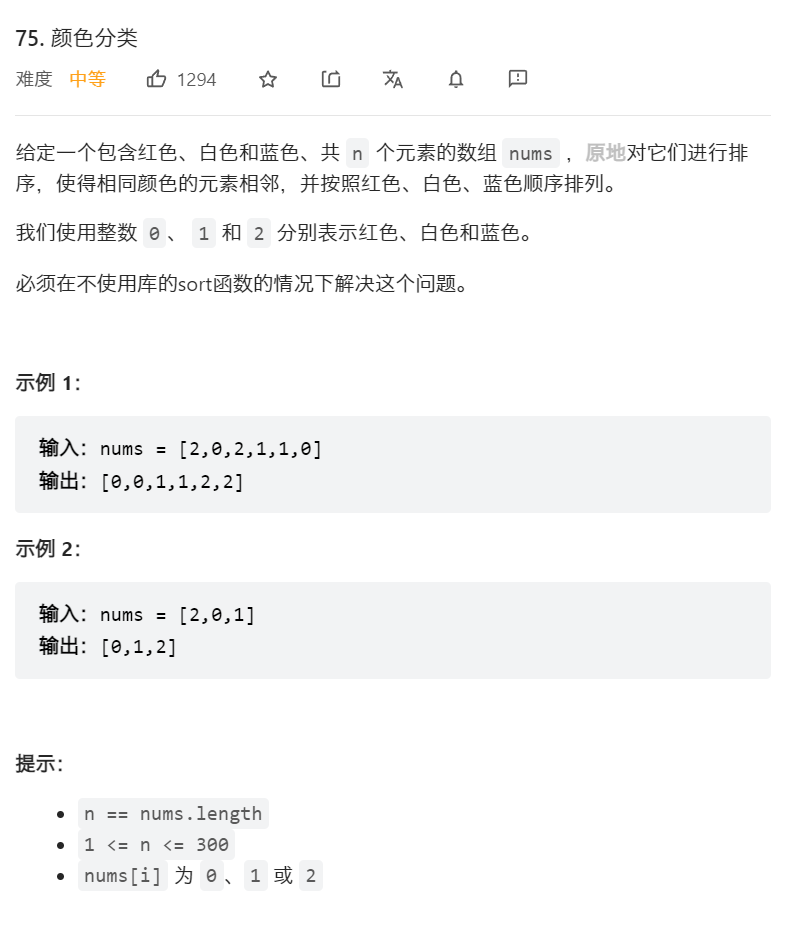 75. 颜色分类
难度 中等 1294
给定一个包含红色、白色和蓝色、共 n 个元素的数组 nums ，原地对它们进行排
序，使得相同颜色的元素相邻，并按照红色、白色、蓝色顺序排列。
我们使用整数 0、 1 和 2 分别表示红色、白色和蓝色。
必须在不使用库的sort函数的情况下解决这个问题。
示例 1：
输入：nums = [2,0,2,1,1,0]
输出：[0,0,1,1,2,2]
示例 2：
输入：nums = [2,0,1]
输出：[0,1,2]
提示：
• n == nums.length
• 1 <= n <= 300
• nums[i] 为 0、1 或 2